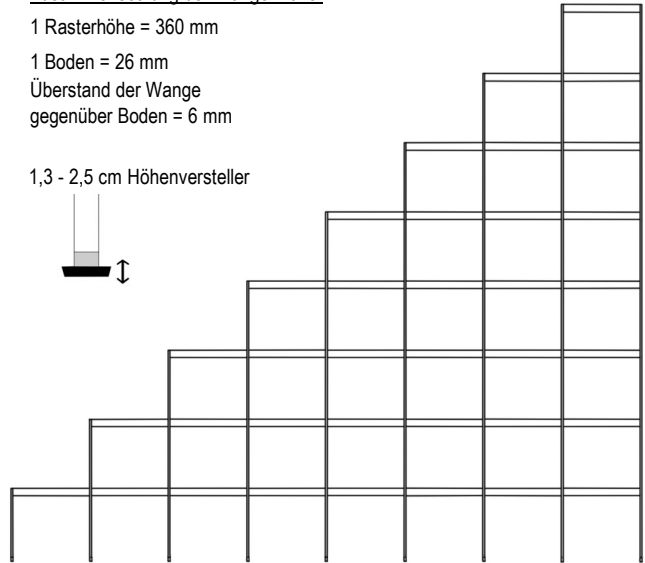 1 Rasterhöhe = 360 mm
1 Boden = 26 mm
Überstand der Wange
gegenüber Boden = 6 mm
1,3 - 2,5 cm Höhenversteller